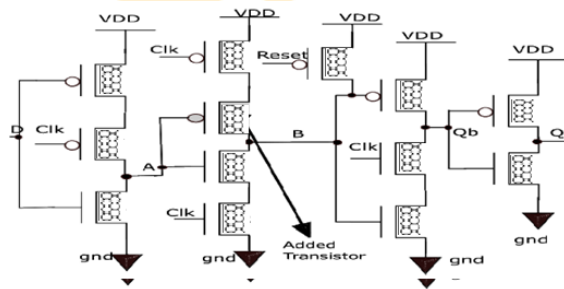 VDD
VDD
VDD
VDD
VDD
Clk
Reset
D
Clk
A
B
Clk
Qb
Q
Clk
gnd
gnd
Added
Transistor
gnd
gnd